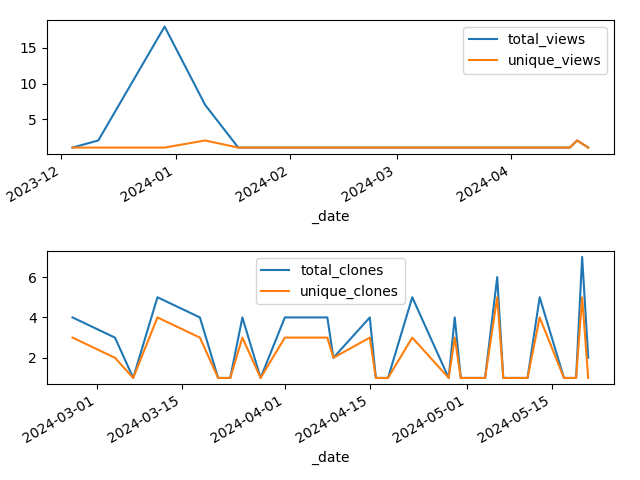 total_views
unique_views
15
10
5
2023-12
2024-01
2024-02
2024-03
2024-04
_date
total_clones
unique_clones
6
4
2
2024-03-01
2024-03-15
2024-04-01
2024-04-15
2024-05-01
2024-05-15
_date